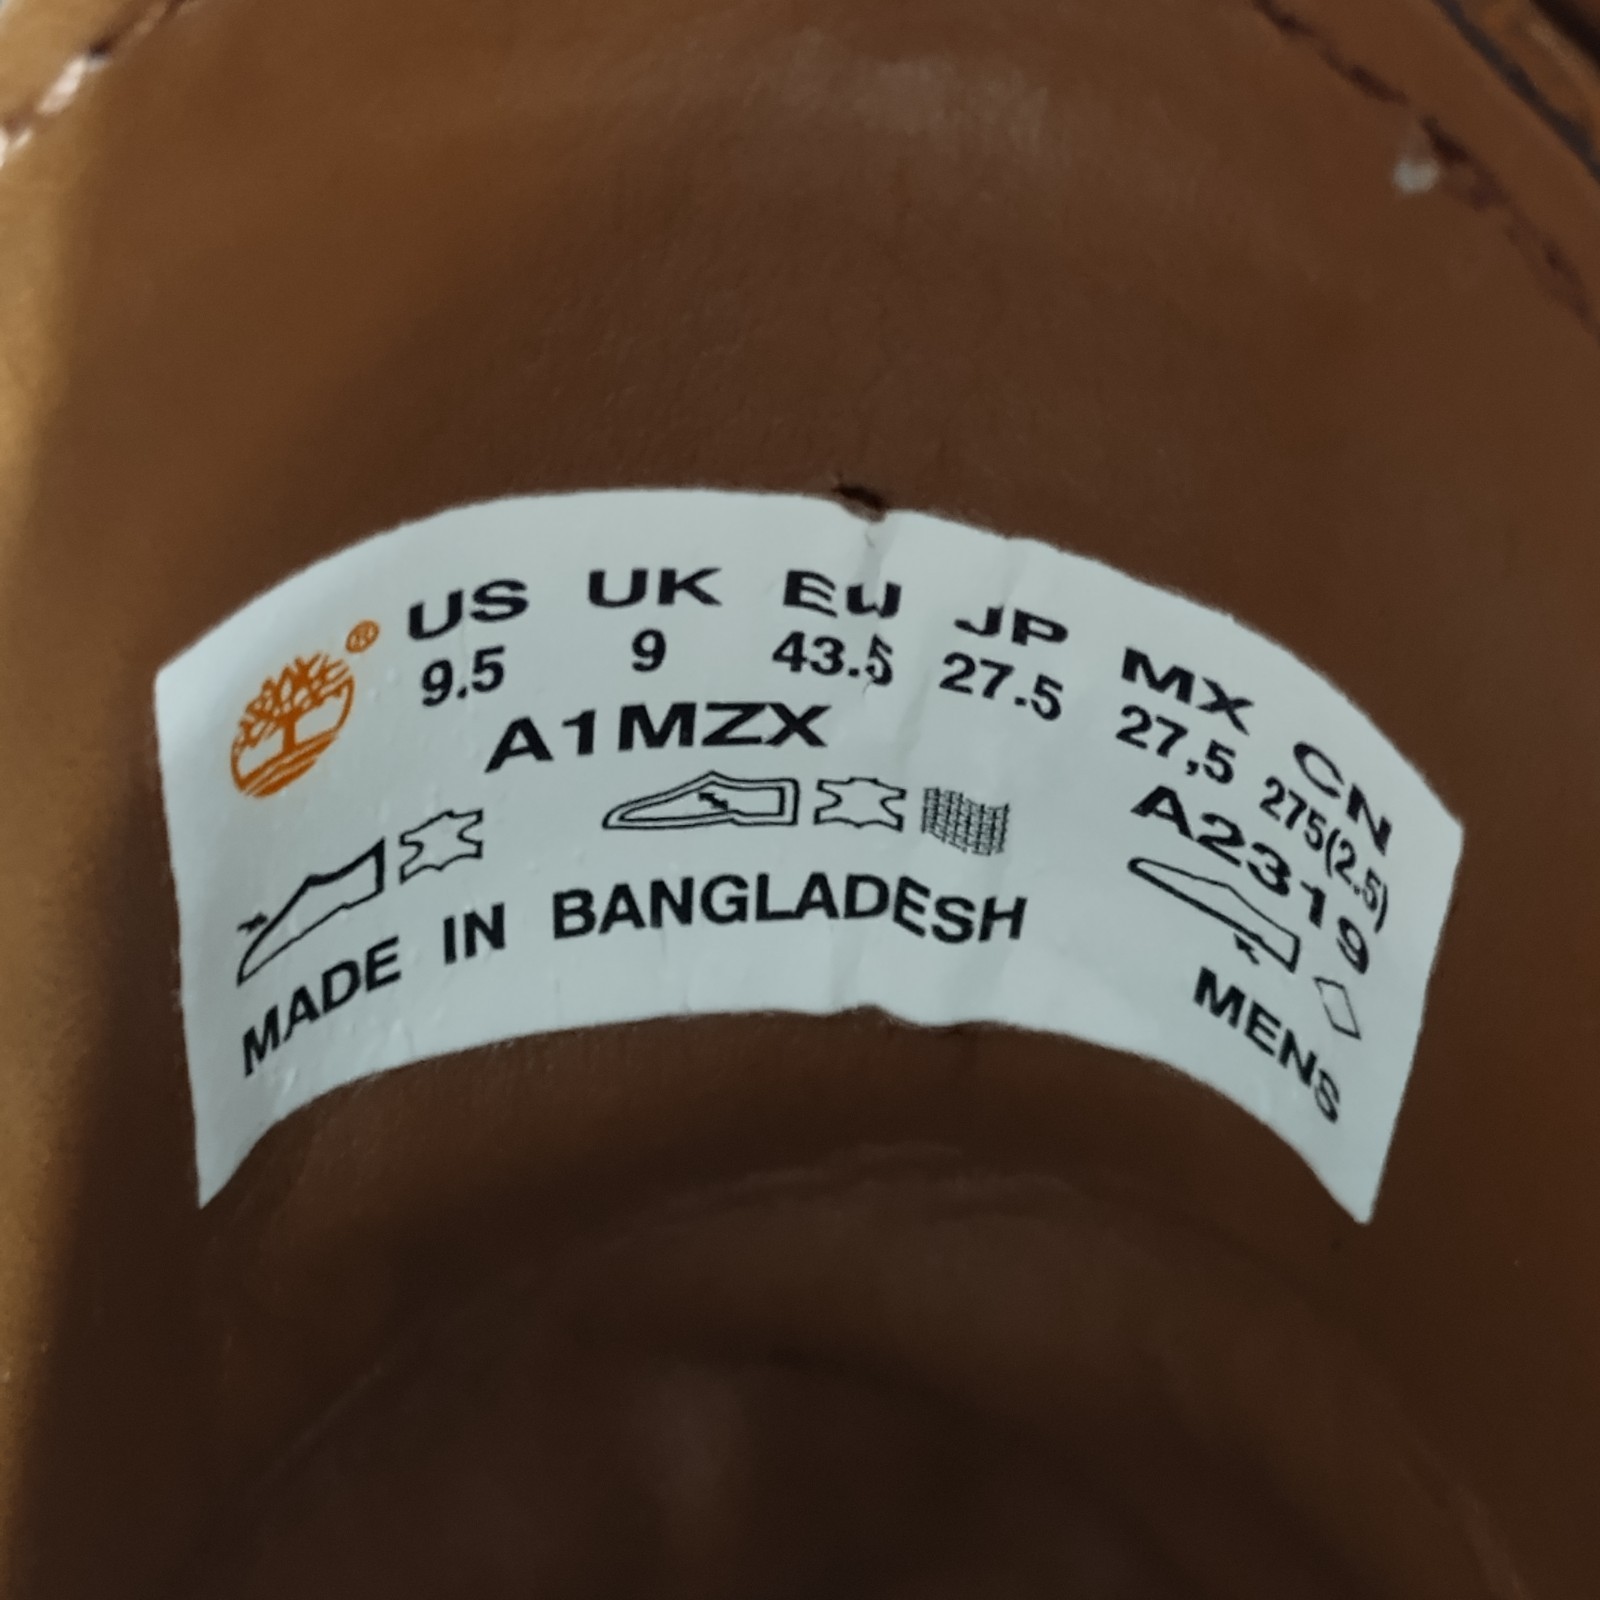 ® US UK EU JP MX CN
9.5 9 43.5 27.5 27,5 275(2.5)
A1MZX A2319
MADE IN BANGLADESH MENS